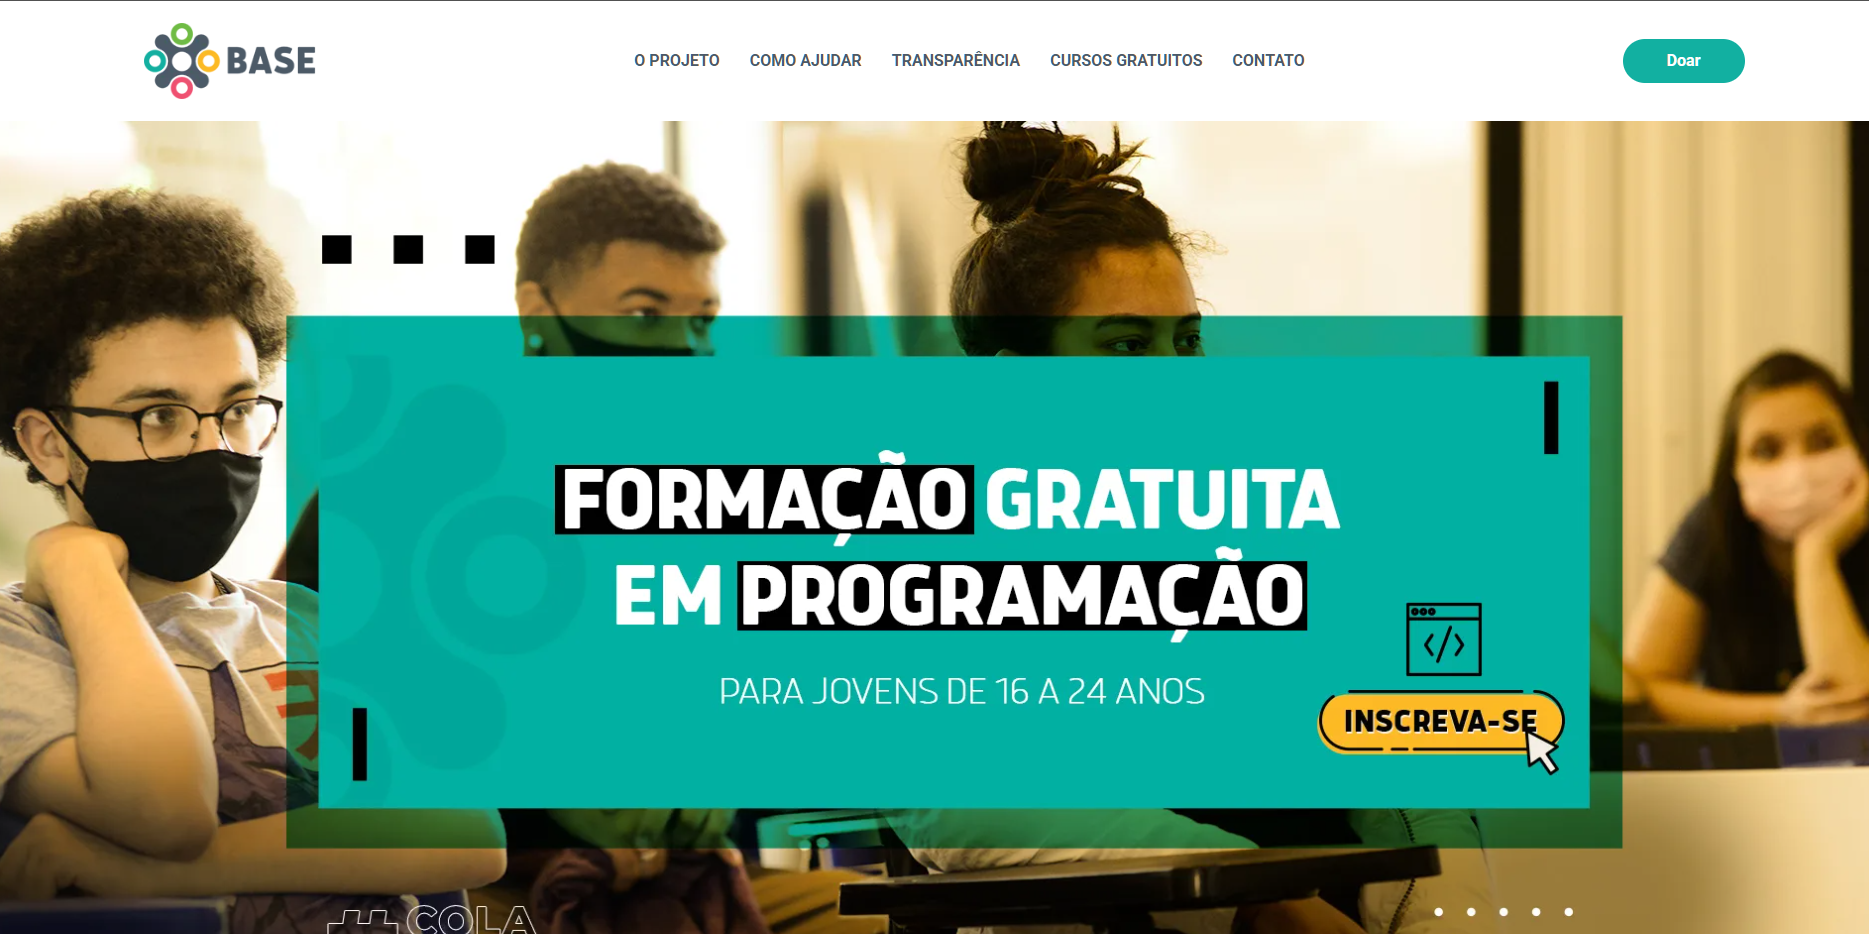 BASE
O PROJETO COMO AJUDAR TRANSPARÊNCIA CURSOS GRATUITOS CONTATO
Doar
FORMAÇÃO GRATUITA
EM PROGRAMAÇÃO
PARA JOVENS DE 16 A 24 ANOS
</>
INSCREVA-SE
#COLA